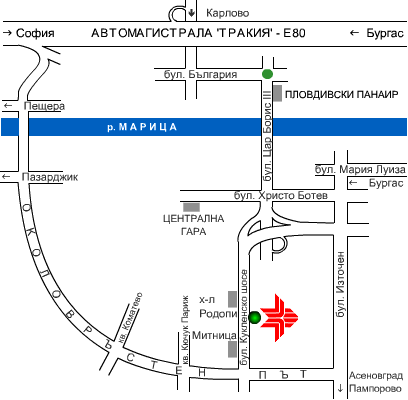 Карлово
София
АВТОМАГИСТРАЛА 'ТРАКИЯ' - Е80
Бургас
бул. България
ПЛОВДИВСКИ ПАНАИР
Пещера
р. МАРИЦА
бул. Цар Борис III
Пазарджик
бул. Мария Луиза
Бургас
бул. Христо Ботев
ЦЕНТРАЛНА
ГАРА
ОКОЛОВРЪСТЕН ПЪТ
бул. Източен
бул. Кукленско шосе
х-л
Родопи
Митница
кв. Коматево
кв. Кючук Париж
Асеновград
Пампорово